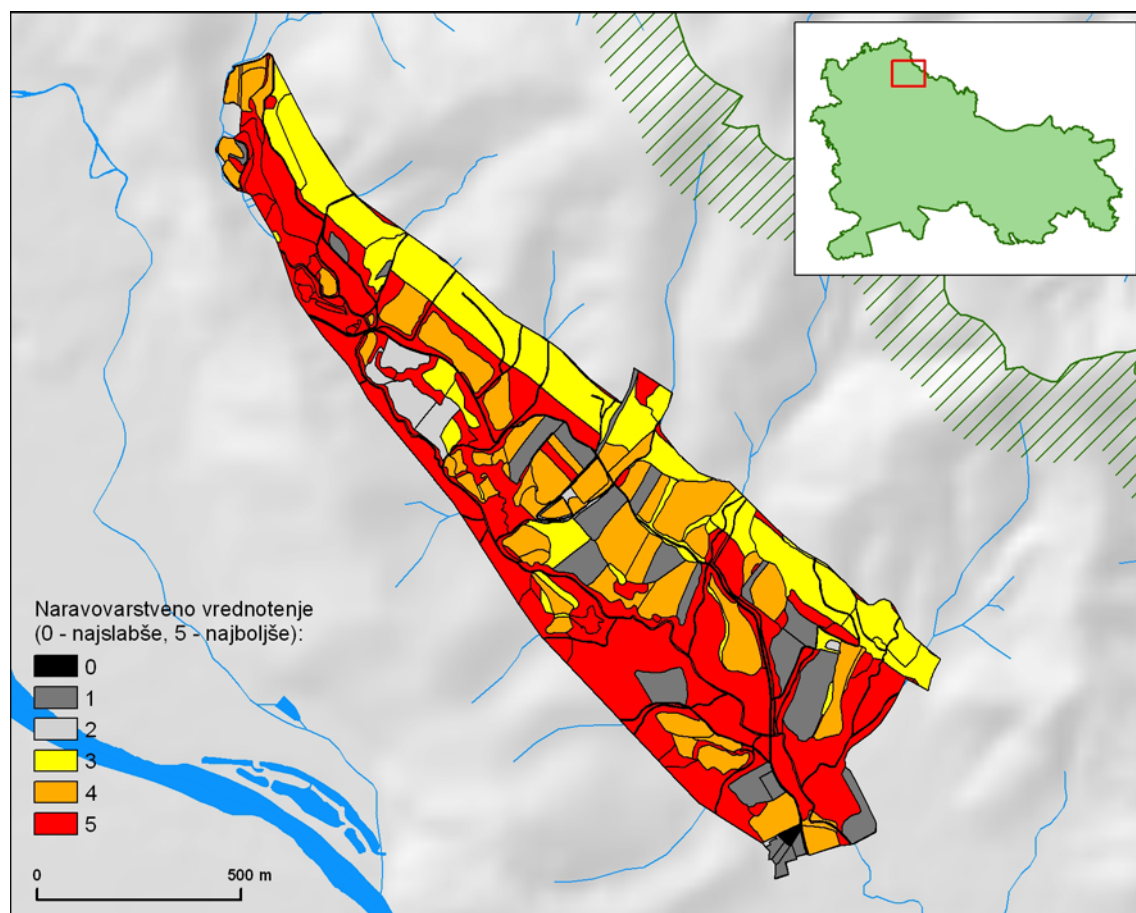 Naravovarstveno vrednotenje
(0 - najslabše, 5 - najboljše):
0
1
2
3
4
5
0 500 m